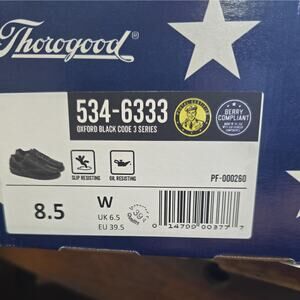 Thorogood®
534-6333
OXFORD BLACK CODE 3 SERIES
BERRY
COMPLIANT
SLIP RESISTING
OIL RESISTING
PF-000260
8.5
W
UK 6.5
EU 39.5
0 14799 00377 7